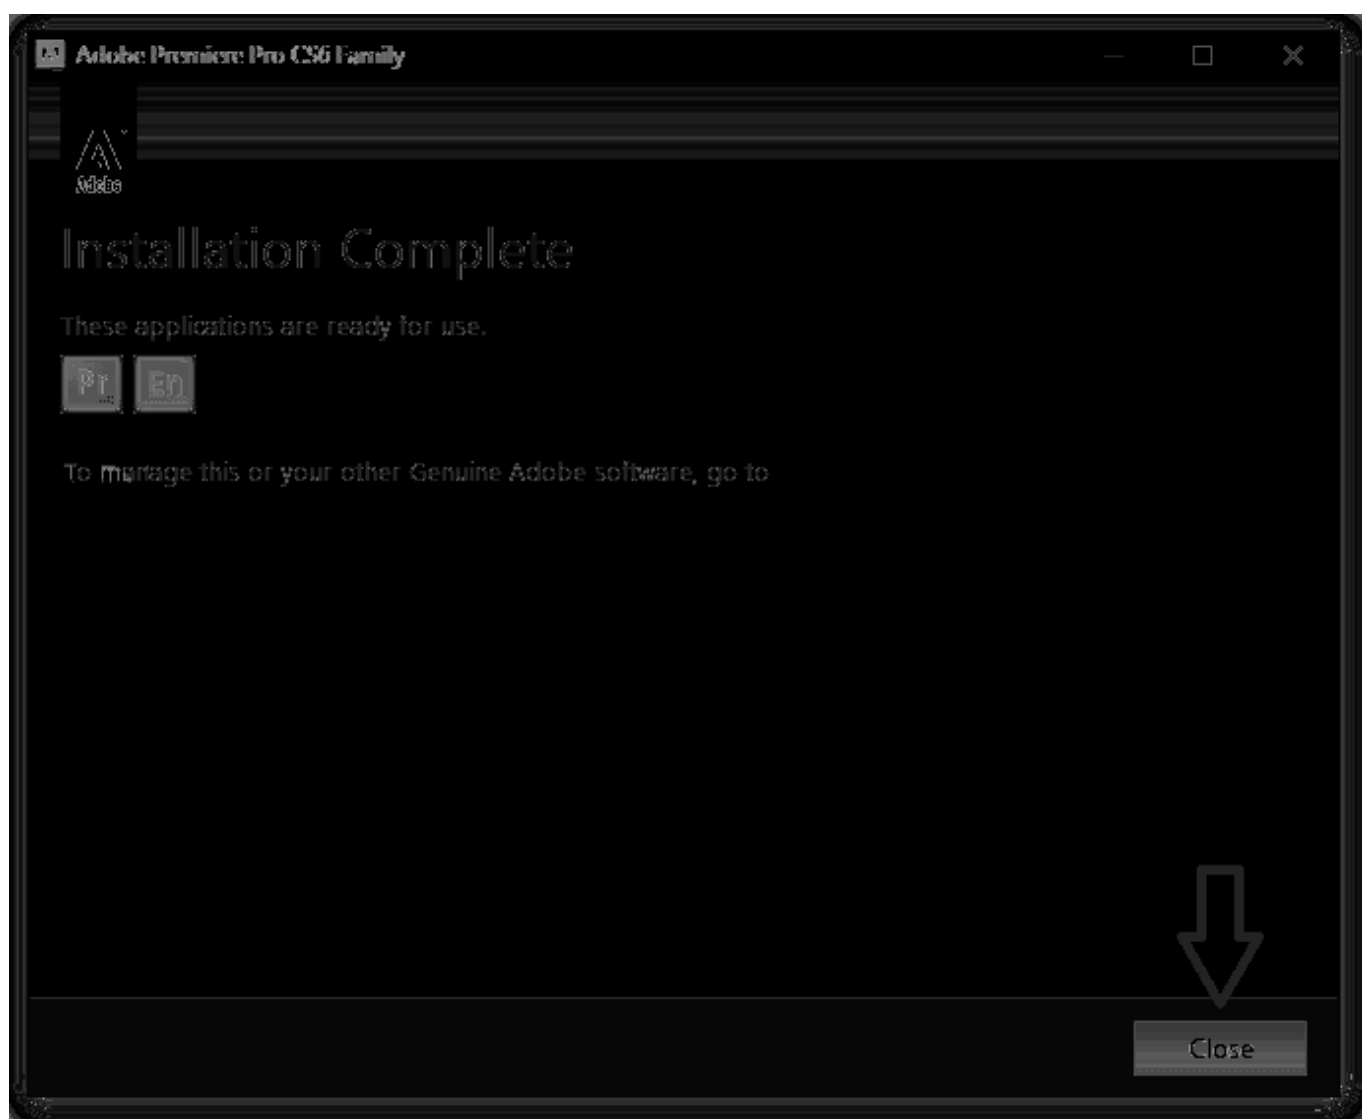 Adobe Premiere Pro CS6 Family
Adobe
Installation Complete
These applications are ready for use.
Pr En
To manage this or your other Genuine Adobe software, go to
Close